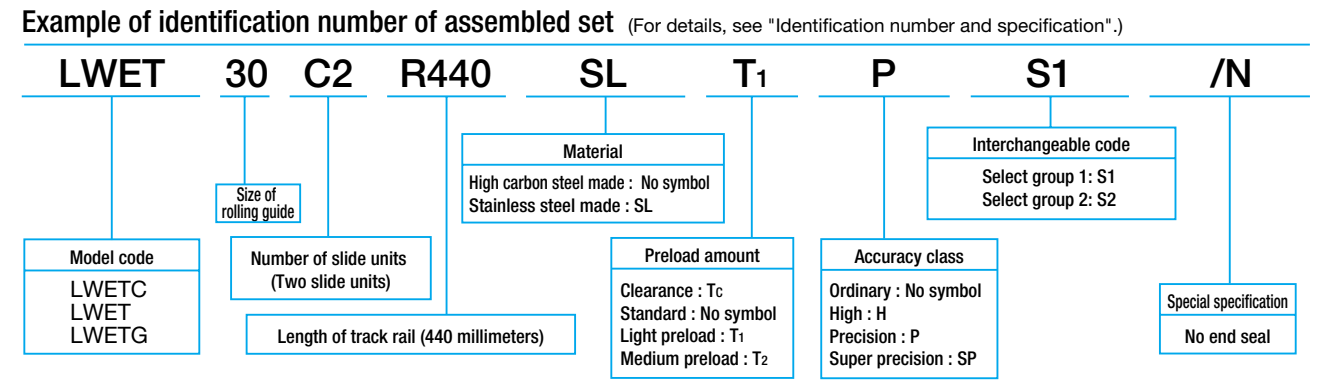 Example of identification number of assembled set (For details, see "Identification number and specification".)
LWET 30 C2 R440 SL T1 P S1 /N
Material
High carbon steel made : No symbol
Stainless steel made : SL
Interchangeable code
Select group 1: S1
Select group 2: S2
Size of
rolling guide
Model code
LWETC
LWET
LWETG
Number of slide units
(Two slide units)
Length of track rail (440 millimeters)
Preload amount
Clearance : Tc
Standard : No symbol
Light preload : T1
Medium preload : T2
Accuracy class
Ordinary : No symbol
High : H
Precision : P
Super precision : SP
Special specification
No end seal